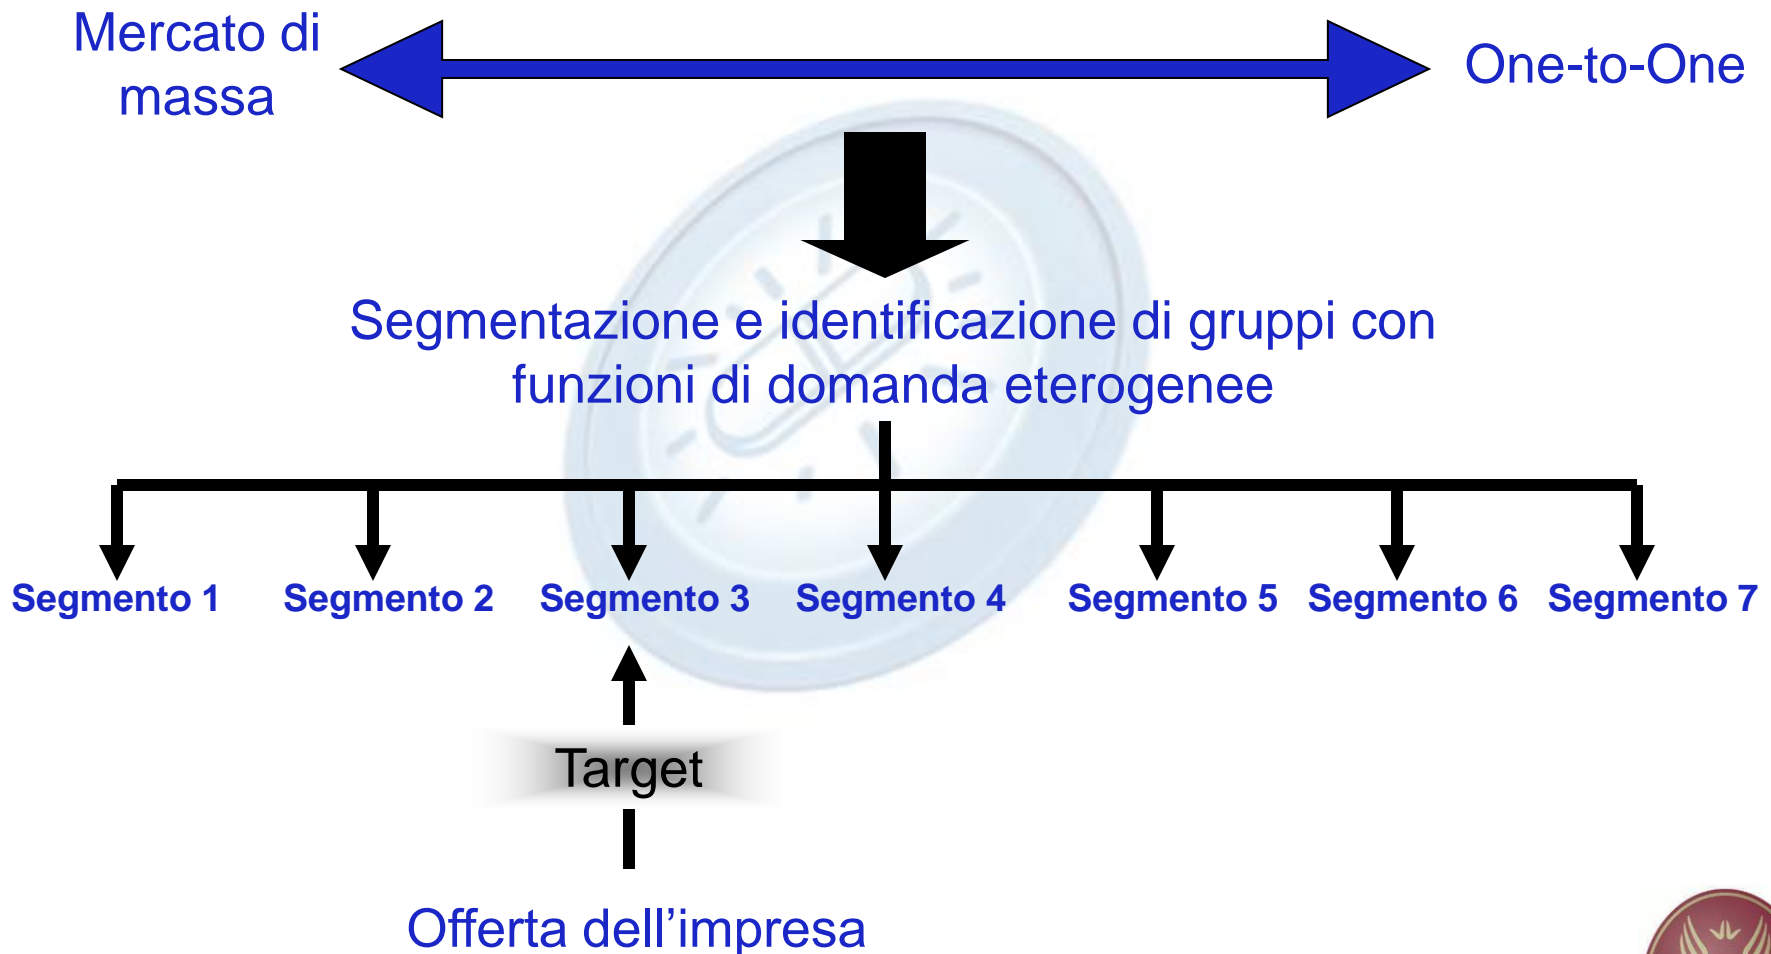 Mercato di
massa
One-to-One
Segmentazione e identificazione di gruppi con
funzioni di domanda eterogenee
Segmento 1
Segmento 2
Segmento 3
Segmento 4
Segmento 5
Segmento 6
Segmento 7
Target
Offerta dell’impresa